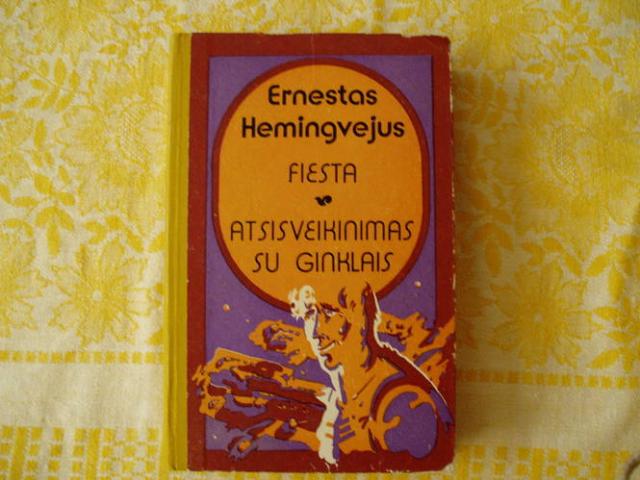 Ernestas
Hemingvejus
FIESTA
ATSISVEIKINIMAS
SU GINKLAIS